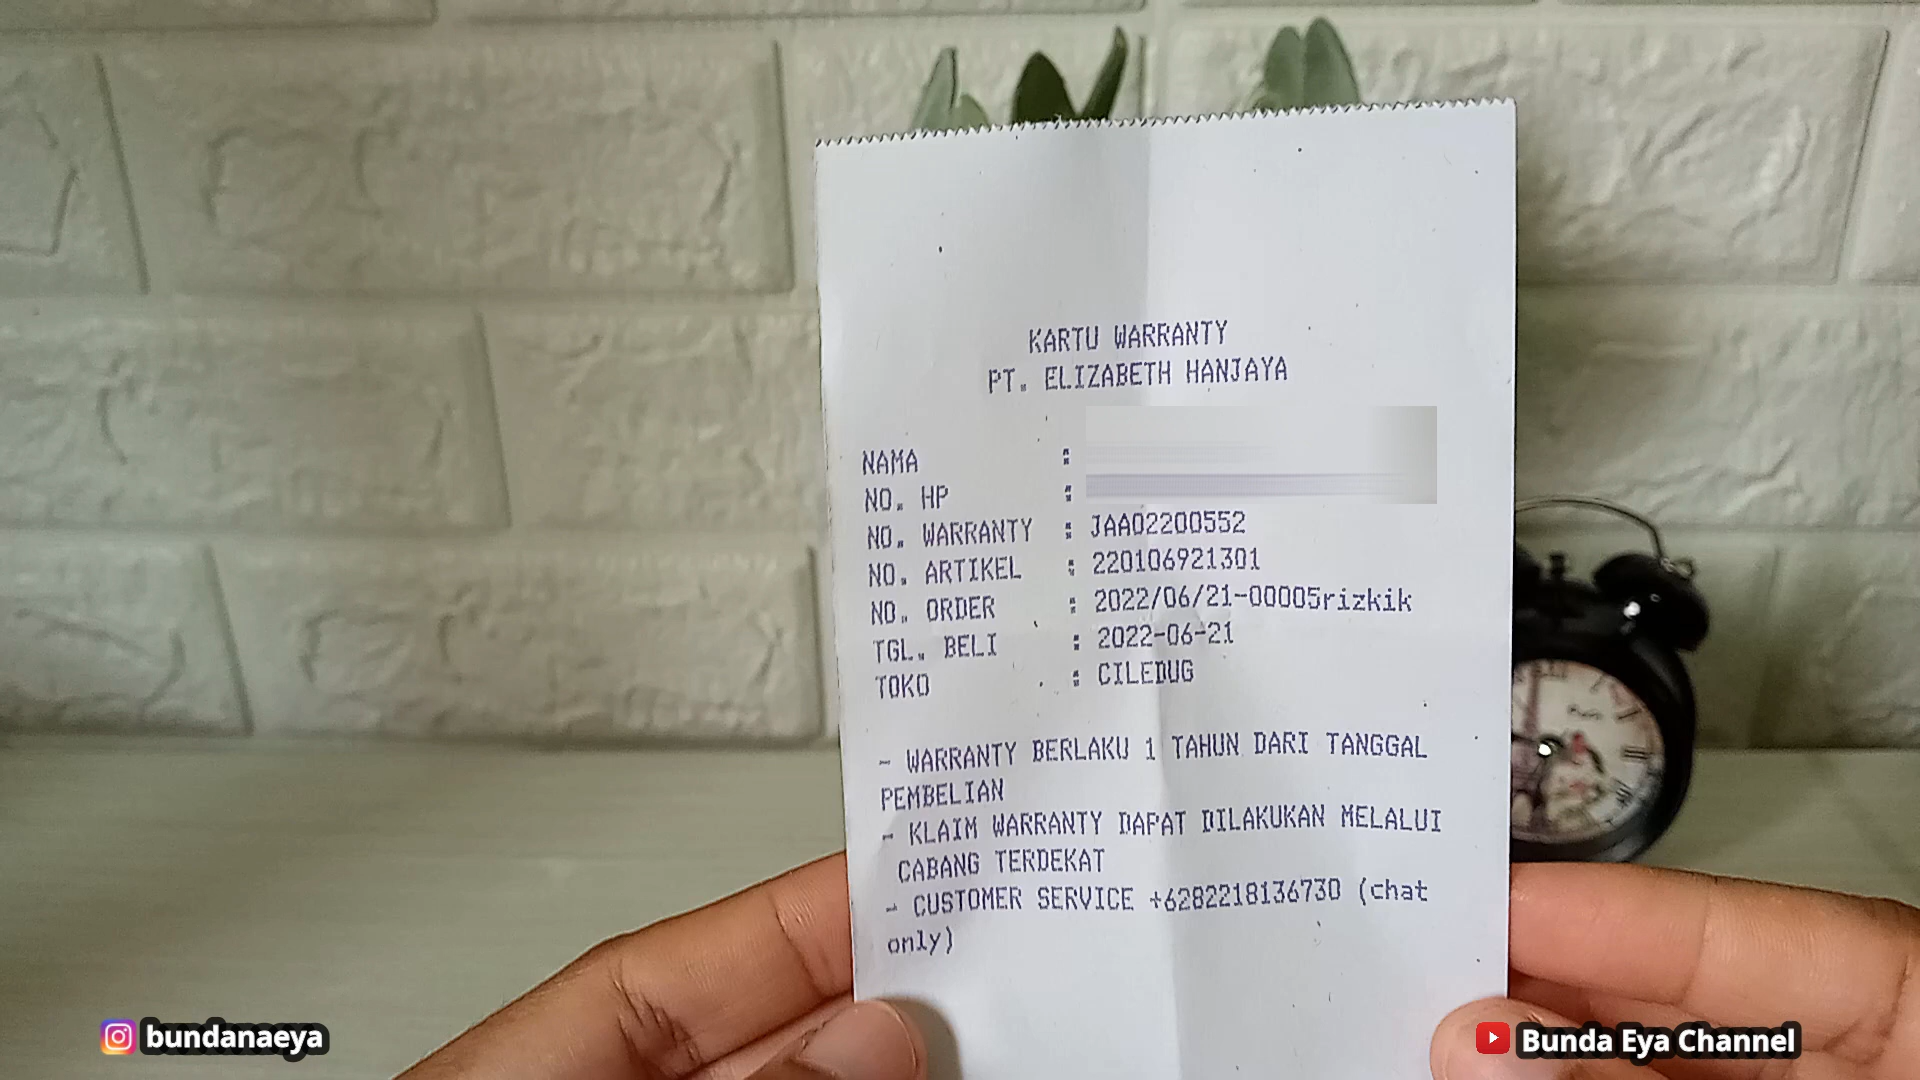 KARTU WARRANTY
PT. ELIZABETH HANJAYA
NAMA :
NO. HP :
NO. WARRANTY : JAA02200552
NO. ARTIKEL : 220106921301
NO. ORDER : 2022/06/21-00005rizkik
TGL. BELI : 2022-06-21
TOKO : CILEDUG
- WARRANTY BERLAKU 1 TAHUN DARI TANGGAL
PEMBELIAN
- KLAIM WARRANTY DAPAT DILAKUKAN MELALUI
CABANG TERDEKAT
- CUSTOMER SERVICE +6282218136730 (chat
only)
bundanaeya
Bunda Eya Channel